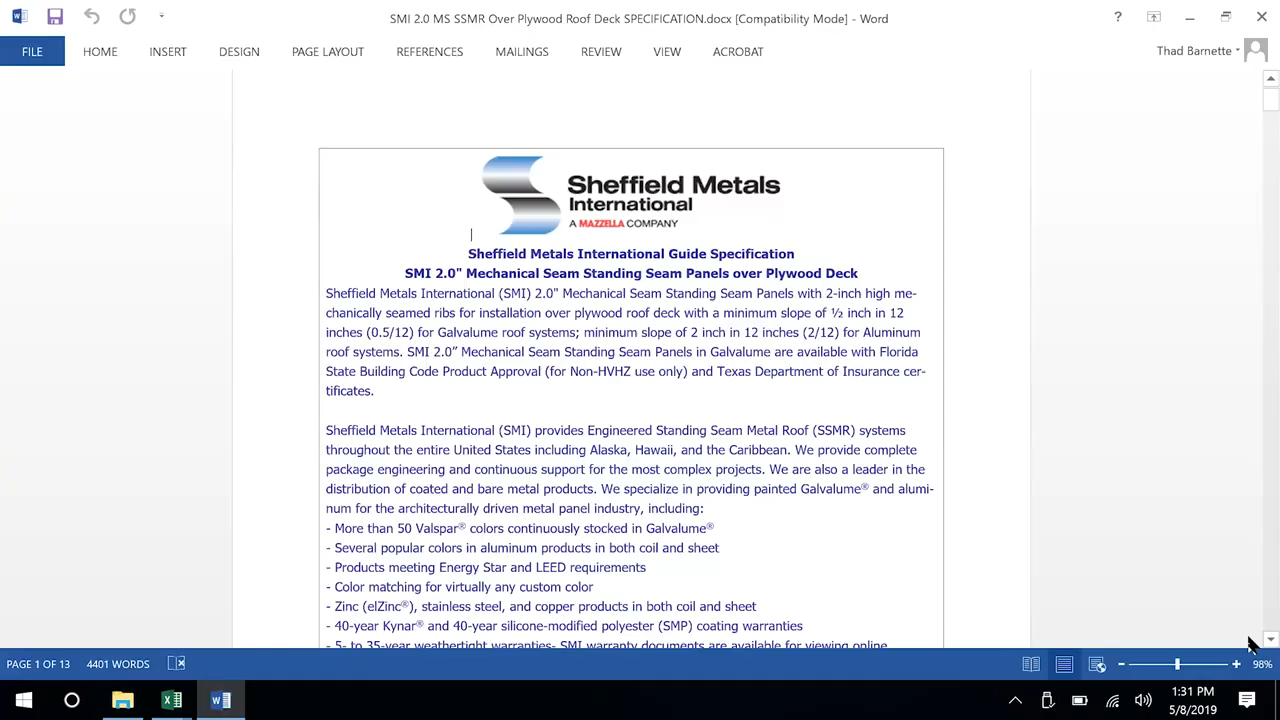 SMI 2.0 MS SSMR Over Plywood Roof Deck SPECIFICATION.docx [Compatibility Mode] - Word
?
FILE HOME INSERT DESIGN PAGE LAYOUT REFERENCES MAILINGS REVIEW VIEW ACROBAT
Thad Barnette
Sheffield Metals
International
A MAZZELLA COMPANY
Sheffield Metals International Guide Specification
SMI 2.0" Mechanical Seam Standing Seam Panels over Plywood Deck
Sheffield Metals International (SMI) 2.0" Mechanical Seam Standing Seam Panels with 2-inch high me-
chanically seamed ribs for installation over plywood roof deck with a minimum slope of ½ inch in 12
inches (0.5/12) for Galvalume roof systems; minimum slope of 2 inch in 12 inches (2/12) for Aluminum
roof systems. SMI 2.0” Mechanical Seam Standing Seam Panels in Galvalume are available with Florida
State Building Code Product Approval (for Non-HVHZ use only) and Texas Department of Insurance cer-
tificates.
Sheffield Metals International (SMI) provides Engineered Standing Seam Metal Roof (SSMR) systems
throughout the entire United States including Alaska, Hawaii, and the Caribbean. We provide complete
package engineering and continuous support for the most complex projects. We are also a leader in the
distribution of coated and bare metal products. We specialize in providing painted Galvalume® and alumi-
num for the architecturally driven metal panel industry, including:
- More than 50 Valspar® colors continuously stocked in Galvalume®
- Several popular colors in aluminum products in both coil and sheet
- Products meeting Energy Star and LEED requirements
- Color matching for virtually any custom color
- Zinc (elZinc®), stainless steel, and copper products in both coil and sheet
- 40-year Kynar® and 40-year silicone-modified polyester (SMP) coating warranties
- 5- to 35-year weathertight warranties- SMI warranty documents are available for viewing online
PAGE 1 OF 13 4401 WORDS
98%
1:31 PM
5/8/2019